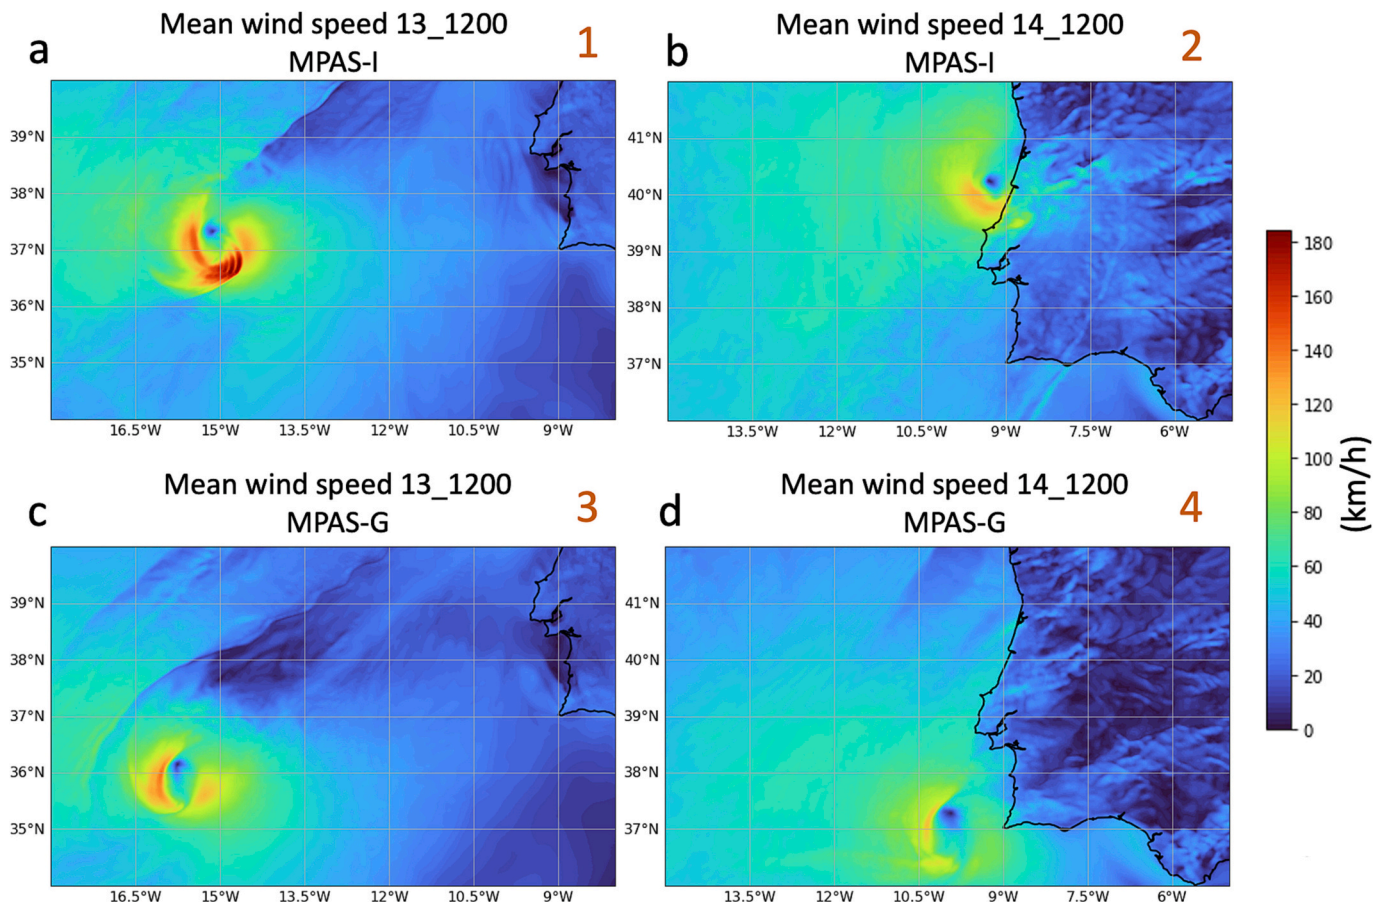 a
Mean wind speed 13_1200
MPAS-I
1
b
Mean wind speed 14_1200
MPAS-I
2
39°N
38°N
37°N
36°N
35°N
16.5°W 15°W 13.5°W 12°W 10.5°W 9°W
41°N
40°N
39°N
38°N
37°N
13.5°W 12°W 10.5°W 9°W 7.5°W 6°W
c
Mean wind speed 13_1200
MPAS-G
3
d
Mean wind speed 14_1200
MPAS-G
4
39°N
38°N
37°N
36°N
35°N
16.5°W 15°W 13.5°W 12°W 10.5°W 9°W
41°N
40°N
39°N
38°N
37°N
13.5°W 12°W 10.5°W 9°W 7.5°W 6°W
180
160
140
120
100
80
60
40
20
0
(km/h)